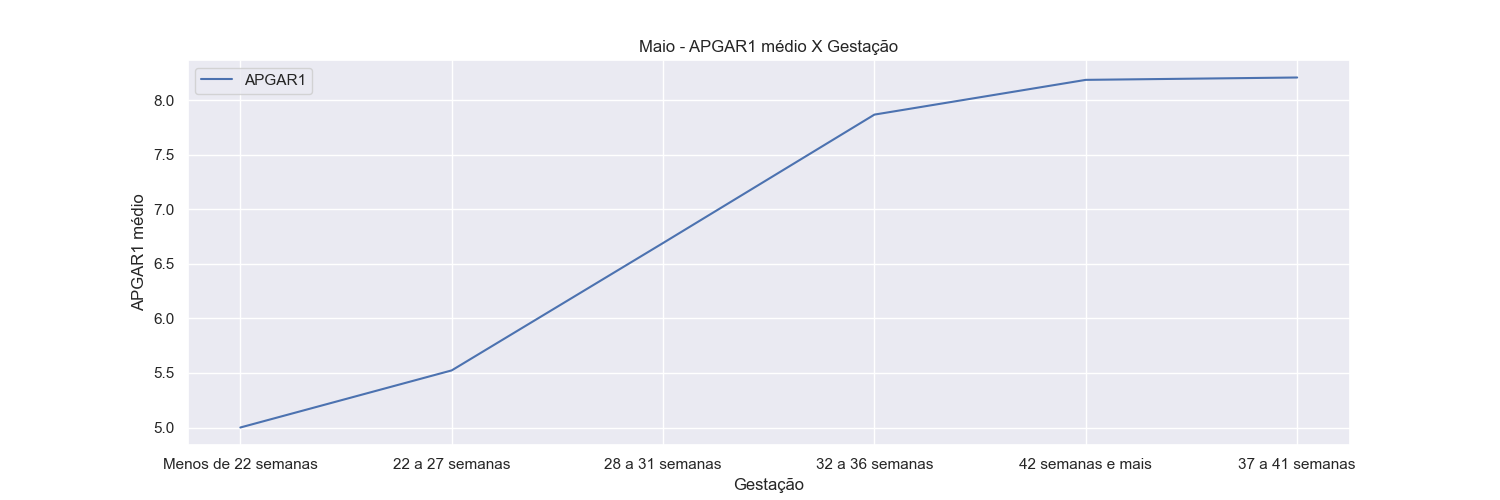 Maio - APGAR1 médio X Gestação
APGAR1
8.0
7.5
7.0
6.5
6.0
5.5
5.0
APGAR1 médio
Menos de 22 semanas 22 a 27 semanas 28 a 31 semanas 32 a 36 semanas 42 semanas e mais 37 a 41 semanas
Gestação